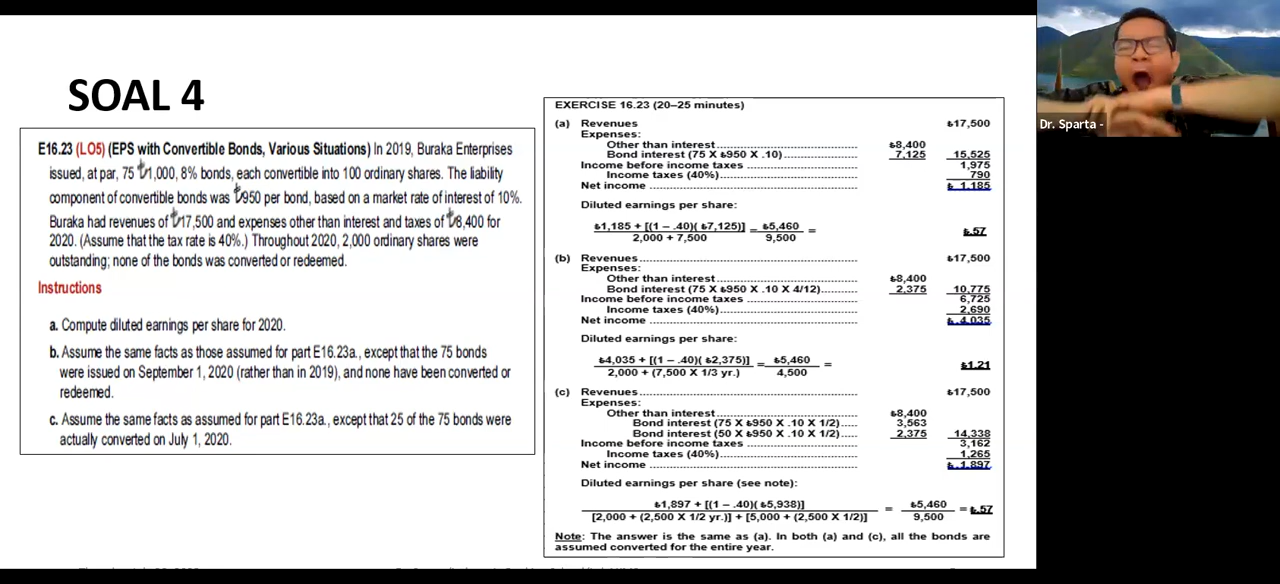 SOAL 4
E16.23 (LO5) (EPS with Convertible Bonds, Various Situations) In 2019, Buraka Enterprises
issued, at par, 75 ₺1,000, 8% bonds, each convertible into 100 ordinary shares. The liability
component of convertible bonds was ₺950 per bond, based on a market rate of interest of 10%.
Buraka had revenues of ₺17,500 and expenses other than interest and taxes of ₺8,400 for
2020. (Assume that the tax rate is 40%.) Throughout 2020, 2,000 ordinary shares were
outstanding; none of the bonds was converted or redeemed.
Instructions
a. Compute diluted earnings per share for 2020.
b. Assume the same facts as those assumed for part E16.23a., except that the 75 bonds
were issued on September 1, 2020 (rather than in 2019), and none have been converted or
redeemed.
c. Assume the same facts as assumed for part E16.23a., except that 25 of the 75 bonds were
actually converted on July 1, 2020.
EXERCISE 16.23 (20–25 minutes)
(a) Revenues ₺17,500
Expenses:
Other than interest ₺8,400
Bond interest (75 X ₺950 X .10) 7,125 15,525
Income before income taxes 1,975
Income taxes (40%) 790
Net income ₺ 1,185
Diluted earnings per share:
₺1,185 + [(1 – .40)( ₺7,125)] = ₺5,460 = ₺.57
2,000 + 7,500 9,500
(b) Revenues ₺17,500
Expenses:
Other than interest ₺8,400
Bond interest (75 X ₺950 X .10 X 4/12) 2,375 10,775
Income before income taxes 6,725
Income taxes (40%) 2,690
Net income ₺ 4,035
Diluted earnings per share:
₺4,035 + [(1 – .40)( ₺2,375)] = ₺5,460 = ₺1.21
2,000 + (7,500 X 1/3 yr.) 4,500
(c) Revenues ₺17,500
Expenses:
Other than interest ₺8,400
Bond interest (75 X ₺950 X .10 X 1/2) 3,563
Bond interest (50 X ₺950 X .10 X 1/2) 2,375 14,338
Income before income taxes 3,162
Income taxes (40%) 1,265
Net income ₺ 1,897
Diluted earnings per share (see note):
₺1,897 + [(1 – .40)( ₺5,938)] = ₺5,460 = ₺.57
[2,000 + (2,500 X 1/2 yr.)] + [5,000 + (2,500 X 1/2)] 9,500
Note: The answer is the same as (a). In both (a) and (c), all the bonds are
assumed converted for the entire year.
Dr. Sparta -